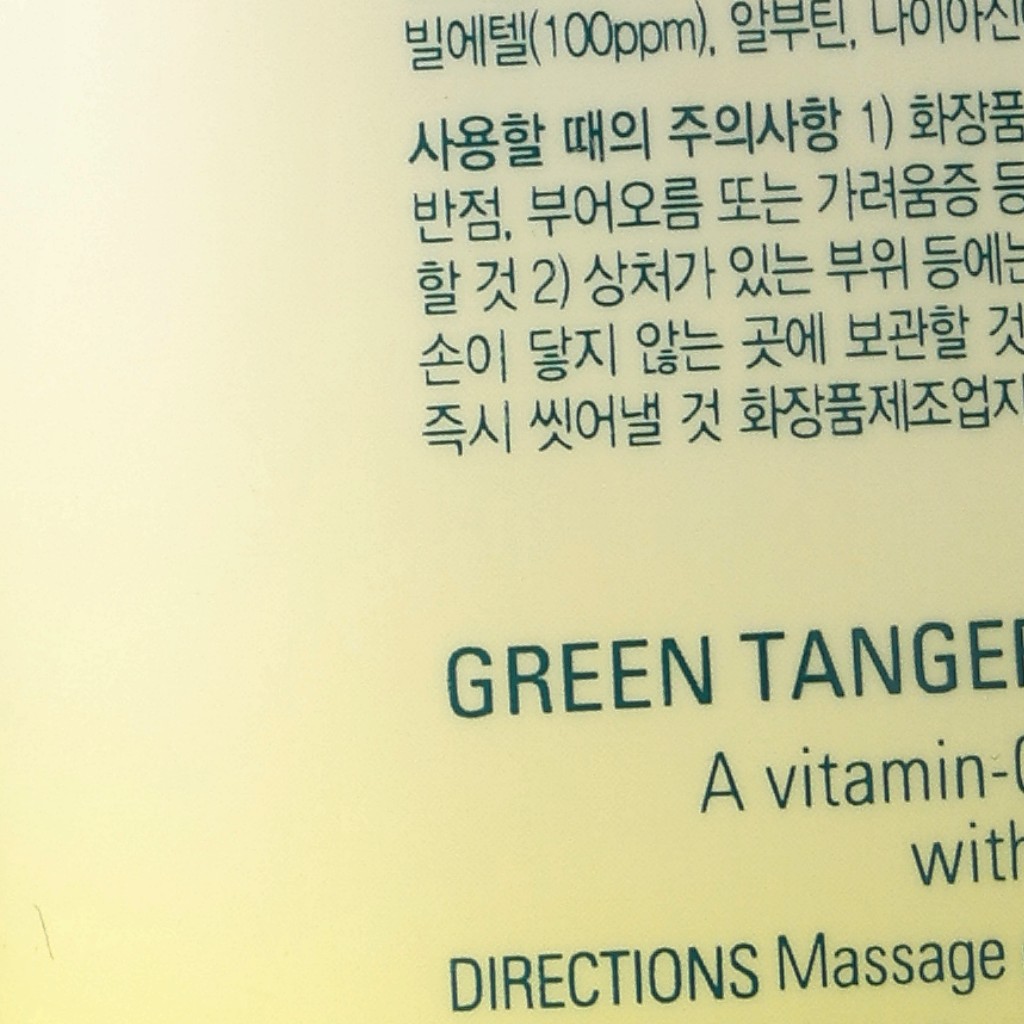 빌에텔(100ppm), 알부틴, 나이아신
사용할 때의 주의사항 1) 화장품
반점, 부어오름 또는 가려움증 등
할 것 2) 상처가 있는 부위 등에는
손이 닿지 않는 곳에 보관할 것
즉시 씻어낼 것 화장품제조업자
GREEN TANGER
A vitamin-C
with
DIRECTIONS Massage